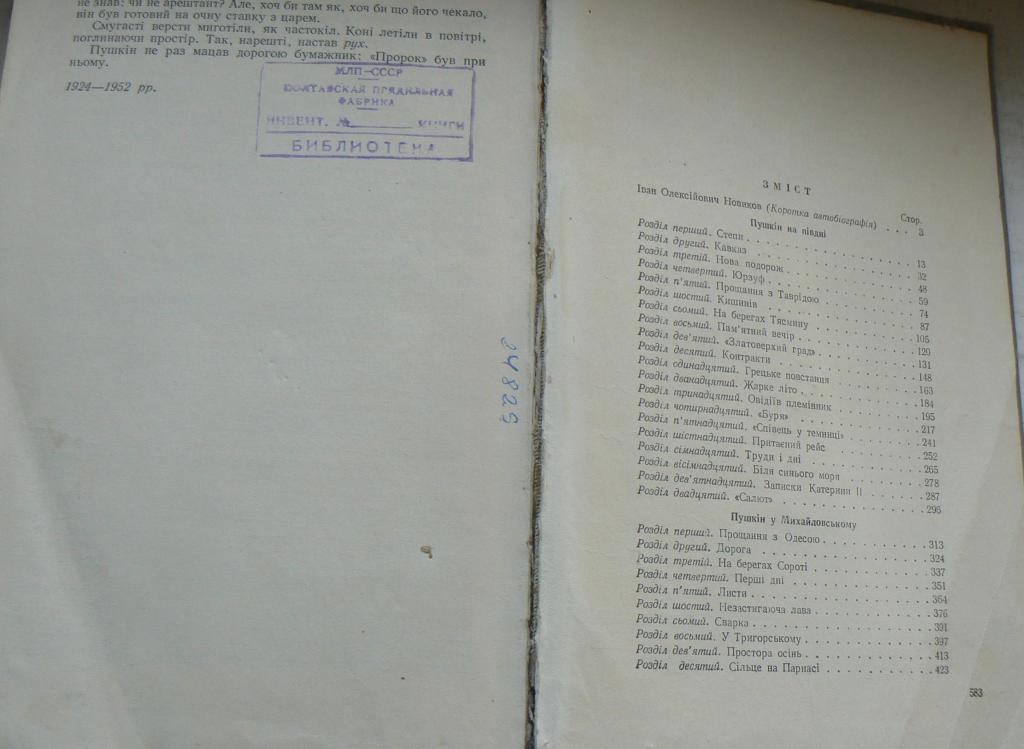 не знав: чи не арештант? Але, хоч би там як, хоч би що його чекало,
він був готовий на очну ставку з царем.
Смугасті версти миготіли, як частокіл. Коні летіли в повітрі,
поглинаючи простір. Так, нарешті, настав рух.
Пушкін не раз мацав дорогою бумажник: «Пророк» був при
ньому.
1924—1952 рр.
МЛП-СССР
ПОЛТАВСКАЯ ПРЯДИЛЬНАЯ
ФАБРИКА
ИНВЕНТ. № КНИГИ
БИБЛИОТЕКА
24829
ЗМІСТ
Стор.
Іван Олексійович Новиков (Коротка автобіографія) . . . 3
Пушкін на півдні
Розділ перший. Степи . . . 13
Розділ другий. Кавказ . . . 32
Розділ третій. Нова подорож . . . 48
Розділ четвертий. Юрзуф . . . 59
Розділ п'ятий. Прощання з Таврідою . . . 74
Розділ шостий. Кишинів . . . 87
Розділ сьомий. На берегах Тясмину . . . 105
Розділ восьмий. Пам'ятний вечір . . . 120
Розділ дев'ятий. «Златоверхий град» . . . 131
Розділ десятий. Контракти . . . 148
Розділ одинадцятий. Грецьке повстання . . . 163
Розділ дванадцятий. Жарке літо . . . 184
Розділ тринадцятий. Овідіїв племінник . . . 195
Розділ чотирнадцятий. «Буря» . . . 217
Розділ п'ятнадцятий. «Співець у темниці» . . . 241
Розділ шістнадцятий. Притаєний рейс . . . 252
Розділ сімнадцятий. Труди і дні . . . 265
Розділ вісімнадцятий. Біля синього моря . . . 278
Розділ дев'ятнадцятий. Записки Катерини II . . . 287
Розділ двадцятий. «Салют» . . . 296
Пушкін у Михайловському
Розділ перший. Прощання з Одесою . . . 313
Розділ другий. Дорога . . . 324
Розділ третій. На берегах Сороті . . . 337
Розділ четвертий. Перші дні . . . 351
Розділ п'ятий. Листи . . . 364
Розділ шостий. Незастигаюча лава . . . 376
Розділ сьомий. Сварка . . . 391
Розділ восьмий. У Тригорському . . . 397
Розділ дев'ятий. Простора осінь . . . 413
Розділ десятий. Сільце на Парнасі . . . 423
583